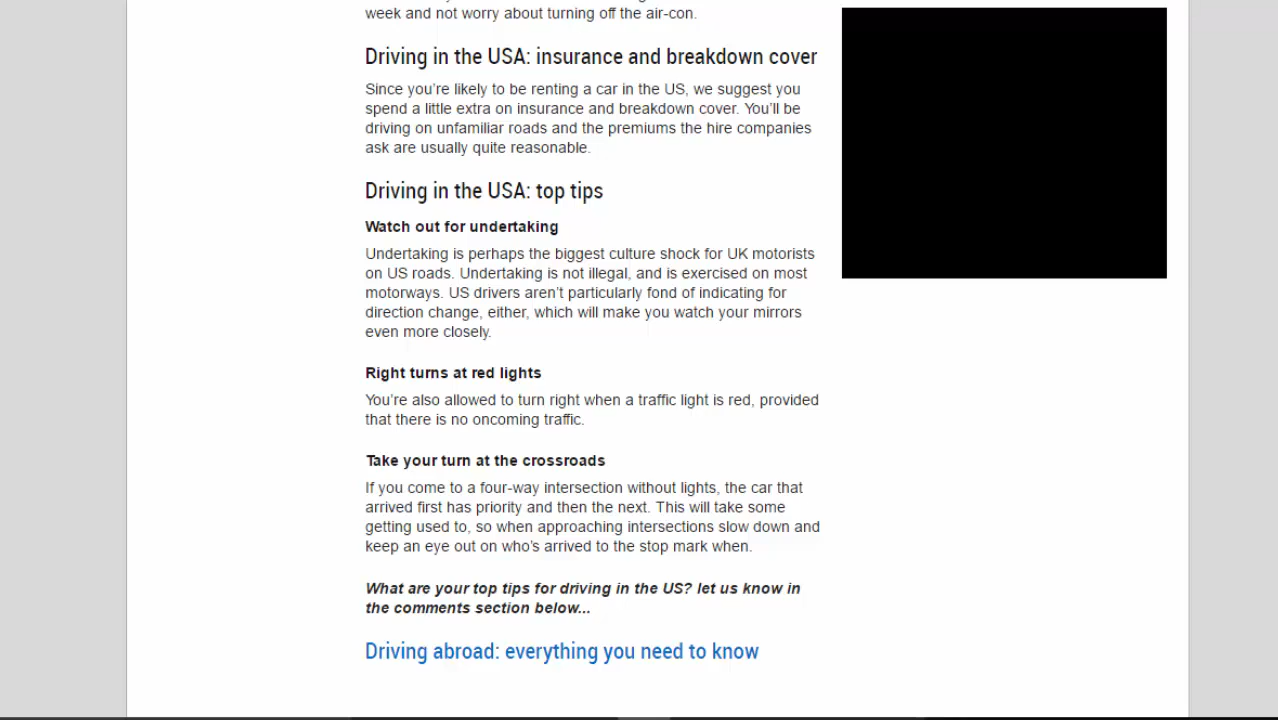 week and not worry about turning off the air-con.
Driving in the USA: insurance and breakdown cover
Since you're likely to be renting a car in the US, we suggest you
spend a little extra on insurance and breakdown cover. You'll be
driving on unfamiliar roads and the premiums the hire companies
ask are usually quite reasonable.
Driving in the USA: top tips
Watch out for undertaking
Undertaking is perhaps the biggest culture shock for UK motorists
on US roads. Undertaking is not illegal, and is exercised on most
motorways. US drivers aren't particularly fond of indicating for
direction change, either, which will make you watch your mirrors
even more closely.
Right turns at red lights
You're also allowed to turn right when a traffic light is red, provided
that there is no oncoming traffic.
Take your turn at the crossroads
If you come to a four-way intersection without lights, the car that
arrived first has priority and then the next. This will take some
getting used to, so when approaching intersections slow down and
keep an eye out on who's arrived to the stop mark when.
What are your top tips for driving in the US? let us know in
the comments section below...
Driving abroad: everything you need to know